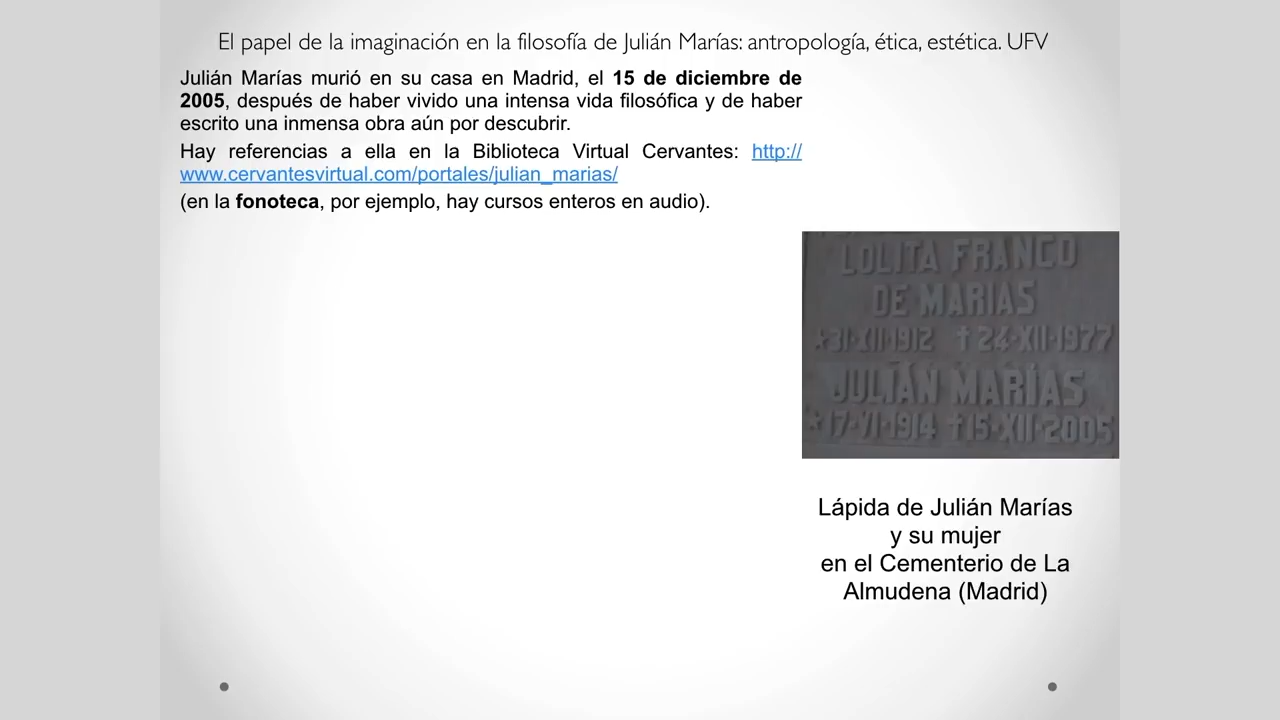 El papel de la imaginación en la filosofía de Julián Marías: antropología, ética, estética. UFV
Julián Marías murió en su casa en Madrid, el 15 de diciembre de
2005, después de haber vivido una intensa vida filosófica y de haber
escrito una inmensa obra aún por descubrir.
Hay referencias a ella en la Biblioteca Virtual Cervantes: http://
www.cervantesvirtual.com/portales/julian_marias/
(en la fonoteca, por ejemplo, hay cursos enteros en audio).
LOLITA FRANCO
DE MARIAS
*31-XII-1912 †24-XII-1977
JULIÁN MARÍAS
*17-VI-1914 †15-XII-2005
Lápida de Julián Marías
y su mujer
en el Cementerio de La
Almudena (Madrid)